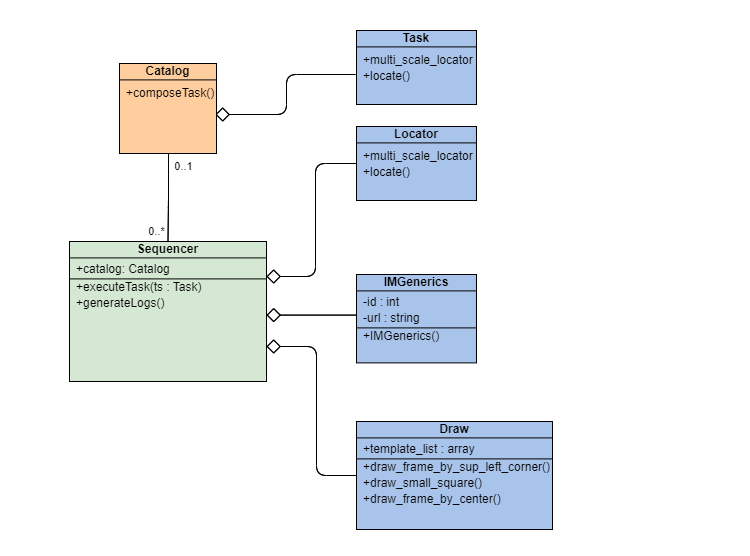 Task
+multi_scale_locator
+locate()
Catalog
+composeTask()
0..1
Locator
+multi_scale_locator
+locate()
0..*
Sequencer
+catalog: Catalog
+executeTask(ts : Task)
+generateLogs()
IMGenerics
-id : int
-url : string
+IMGenerics()
Draw
+template_list : array
+draw_frame_by_sup_left_corner()
+draw_small_square()
+draw_frame_by_center()